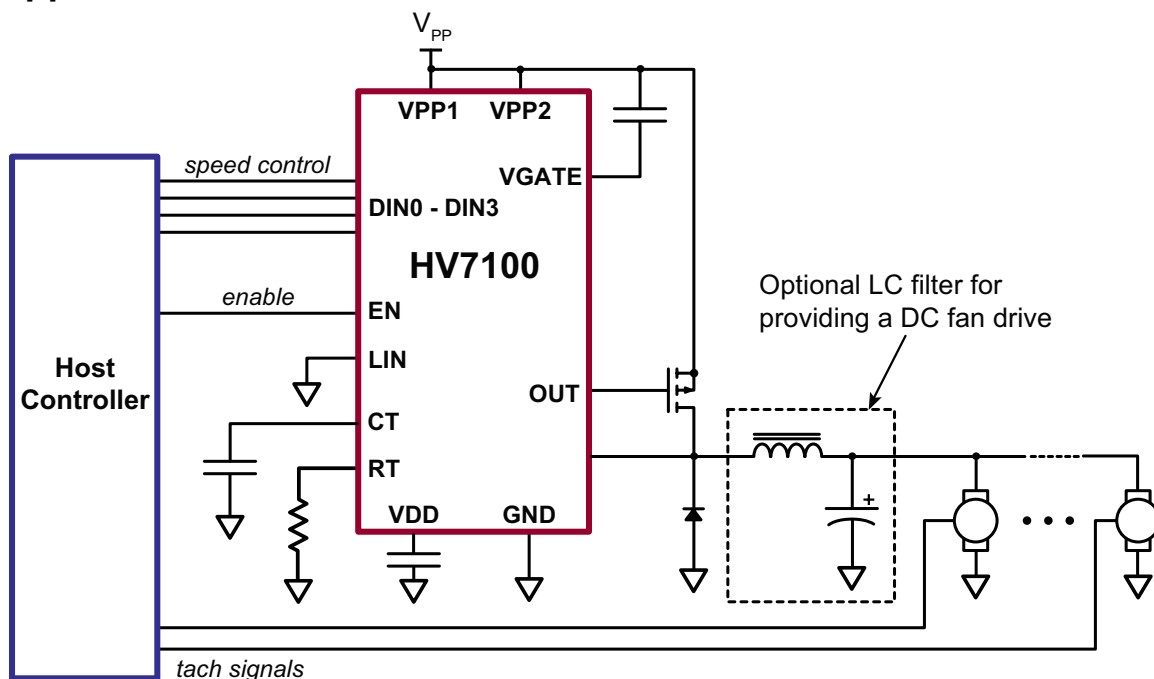 V_PP
VPP1 VPP2
speed control
VGATE
DIN0 - DIN3
HV7100
Optional LC filter for
providing a DC fan drive
enable
EN
LIN
Host
Controller
OUT
CT
RT
VDD GND
+
tach signals